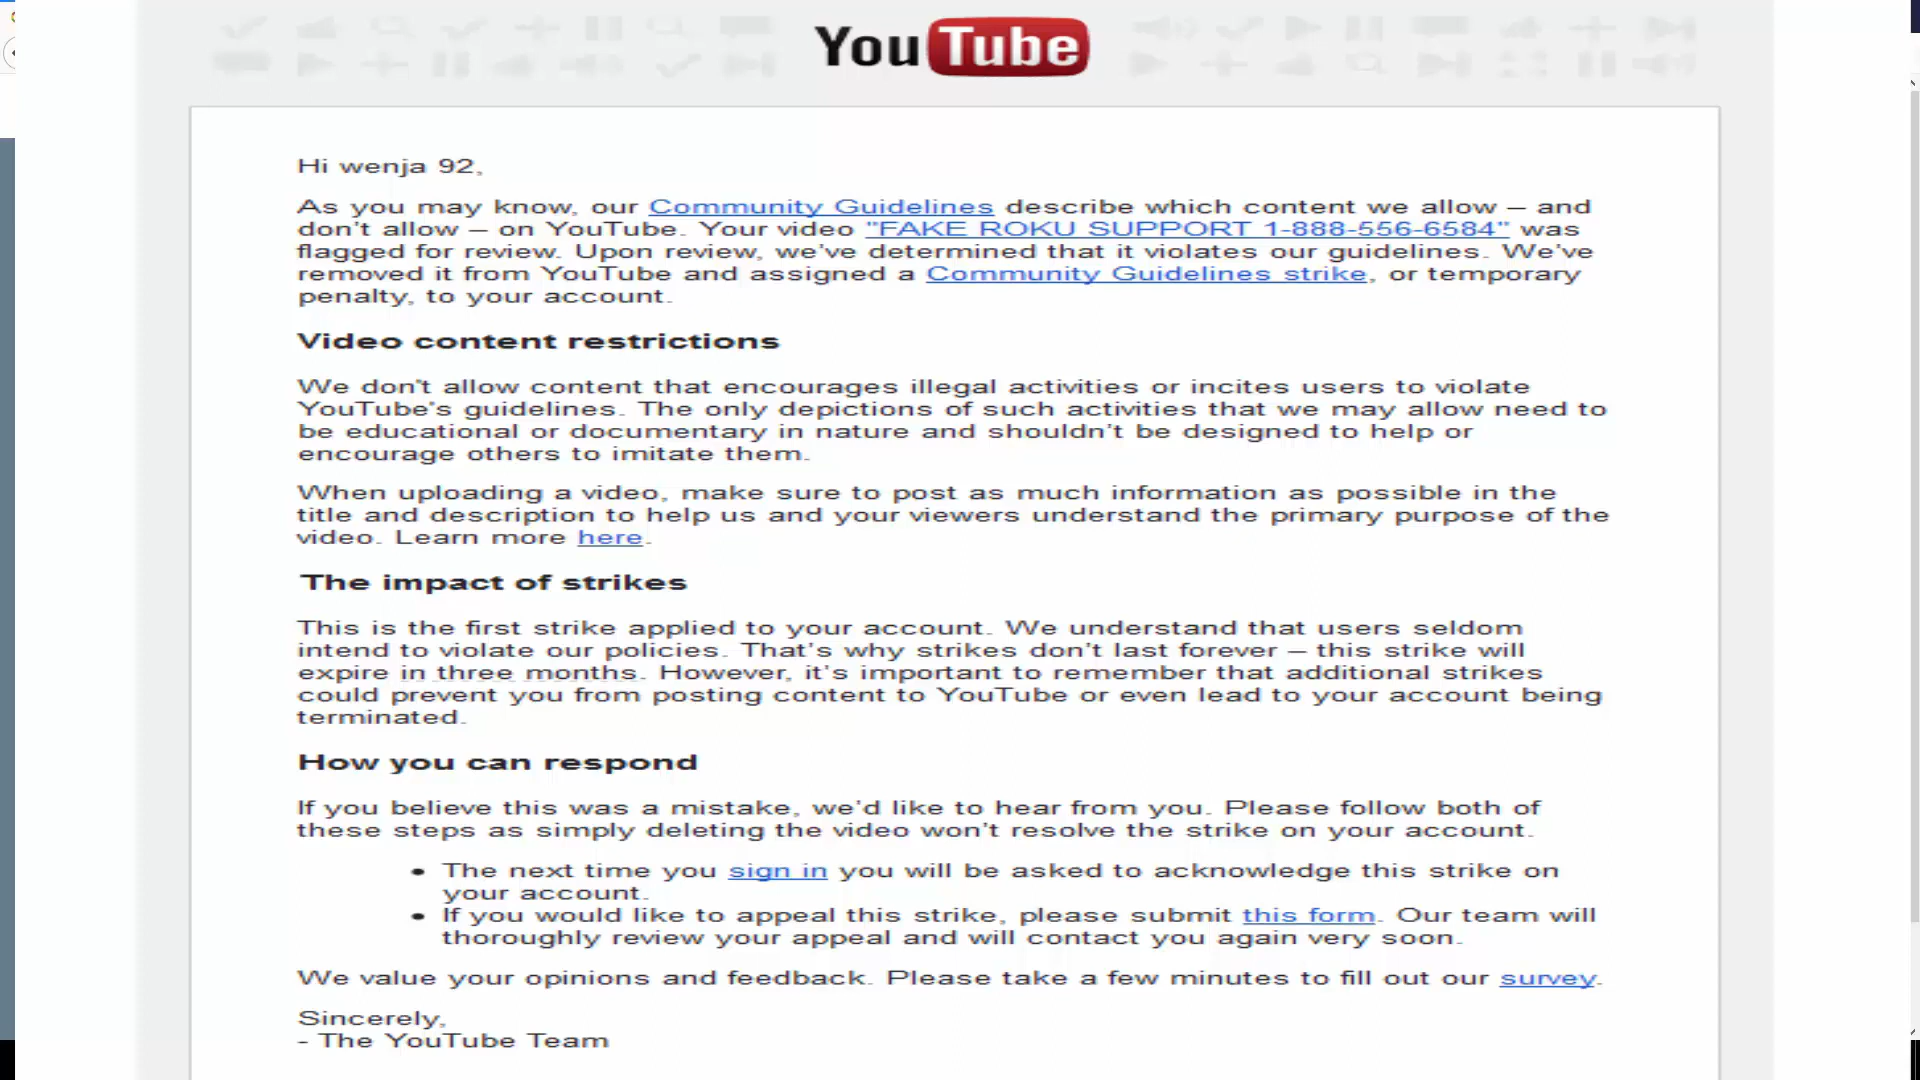 YouTube
Hi wenja 92,
As you may know, our Community Guidelines describe which content we allow – and
don't allow – on YouTube. Your video "FAKE ROKU SUPPORT 1-888-556-6584" was
flagged for review. Upon review, we've determined that it violates our guidelines. We've
removed it from YouTube and assigned a Community Guidelines strike, or temporary
penalty, to your account.
Video content restrictions
We don't allow content that encourages illegal activities or incites users to violate
YouTube's guidelines. The only depictions of such activities that we may allow need to
be educational or documentary in nature and shouldn't be designed to help or
encourage others to imitate them.
When uploading a video, make sure to post as much information as possible in the
title and description to help us and your viewers understand the primary purpose of the
video. Learn more here.
The impact of strikes
This is the first strike applied to your account. We understand that users seldom
intend to violate our policies. That's why strikes don't last forever – this strike will
expire in three months. However, it's important to remember that additional strikes
could prevent you from posting content to YouTube or even lead to your account being
terminated.
How you can respond
If you believe this was a mistake, we'd like to hear from you. Please follow both of
these steps as simply deleting the video won't resolve the strike on your account.
• The next time you sign in you will be asked to acknowledge this strike on
your account.
• If you would like to appeal this strike, please submit this form. Our team will
thoroughly review your appeal and will contact you again very soon.
We value your opinions and feedback. Please take a few minutes to fill out our survey.
Sincerely,
- The YouTube Team